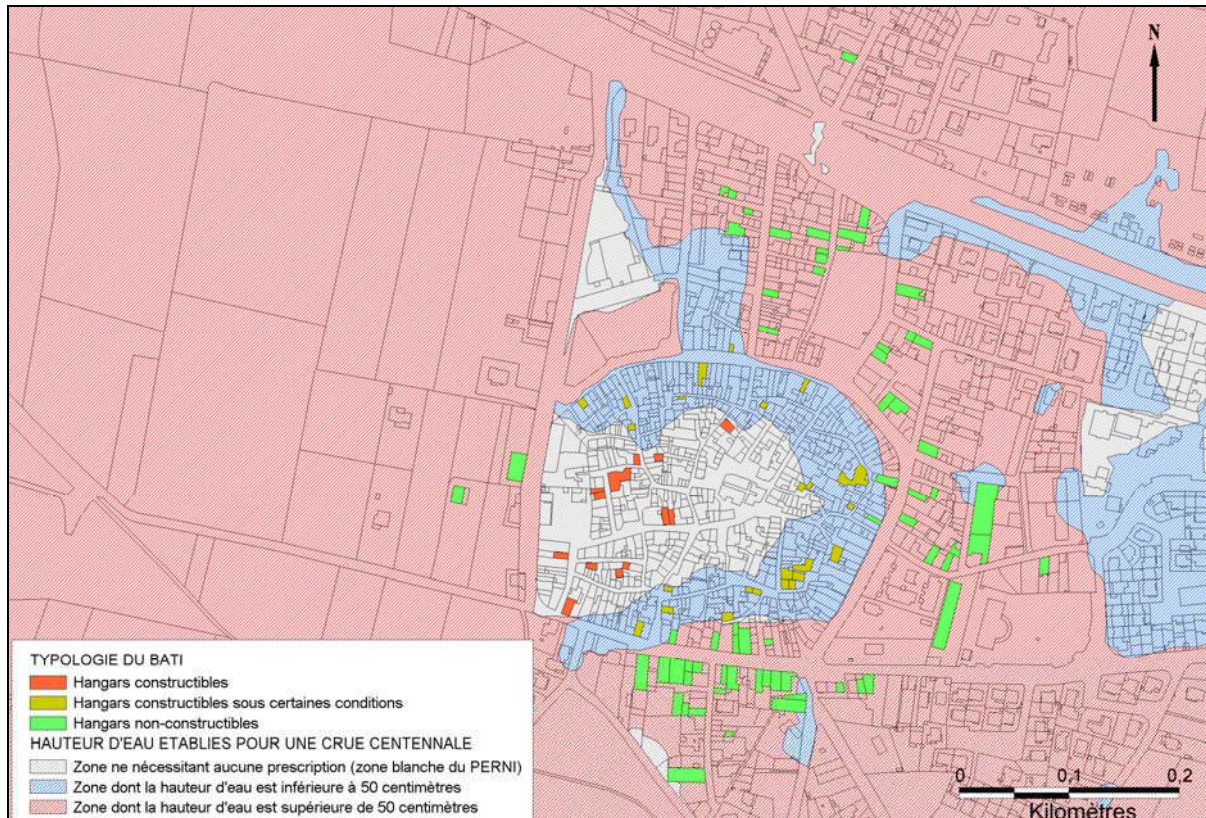 N
TYPOLOGIE DU BATI
Hangars constructibles
Hangars constructibles sous certaines conditions
Hangars non-constructibles
HAUTEUR D'EAU ETABLIES POUR UNE CRUE CENTENNALE
Zone ne nécessitant aucune prescription (zone blanche du PERNI)
Zone dont la hauteur d'eau est inférieure à 50 centimètres
Zone dont la hauteur d'eau est supérieure de 50 centimètres
0 0,1 0,2
Kilomètres